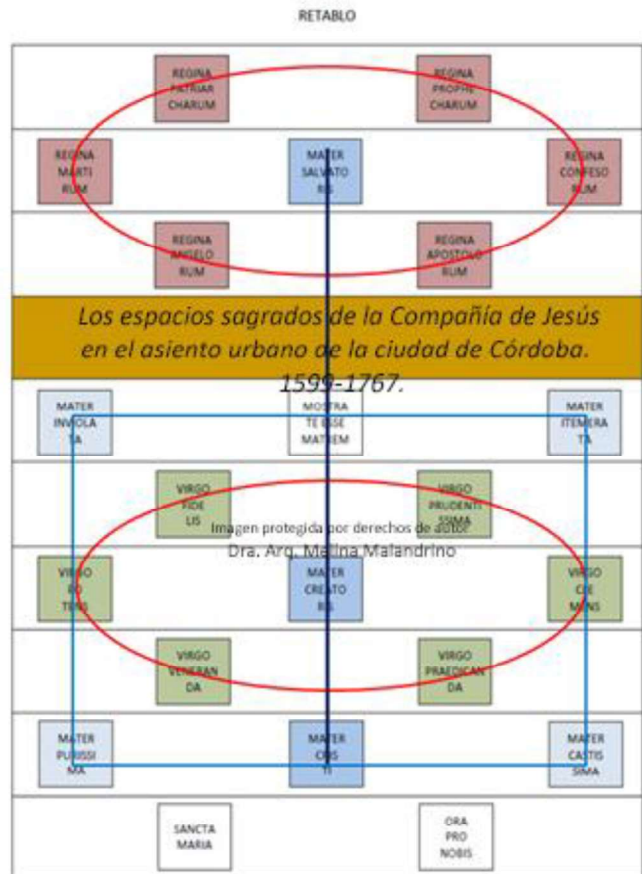 RETABLO
REGINA
PATRIAR
CHARUM
REGINA
PROPHE
CHARUM
REGINA
MARTI
RUM
MATER
SALVATO
RIS
REGINA
CONFESO
RUM
REGINA
ANGELO
RUM
REGINA
APOSTOLO
RUM
Los espacios sagrados de la Compañía de Jesús
en el asiento urbano de la ciudad de Córdoba.
1599-1767.
MATER
INVIOLA
TA
MOSTRA
TE ESSE
MATREM
MATER
ITEMERA
TA
VIRGO
FIDE
LIS
VIRGO
PRUDENTI
SSIMA
Imagen protegida por derechos de autor
Dra. Arq. Melina Malandrino
VIRGO
PO
TENS
MATER
CREATO
RIS
VIRGO
CLE
MENS
VIRGO
VENERAN
DA
VIRGO
PRAEDICAN
DA
MATER
PURISSI
MA
MATER
CRIS
TI
MATER
CASTIS
SIMA
SANCTA
MARIA
ORA
PRO
NOBIS